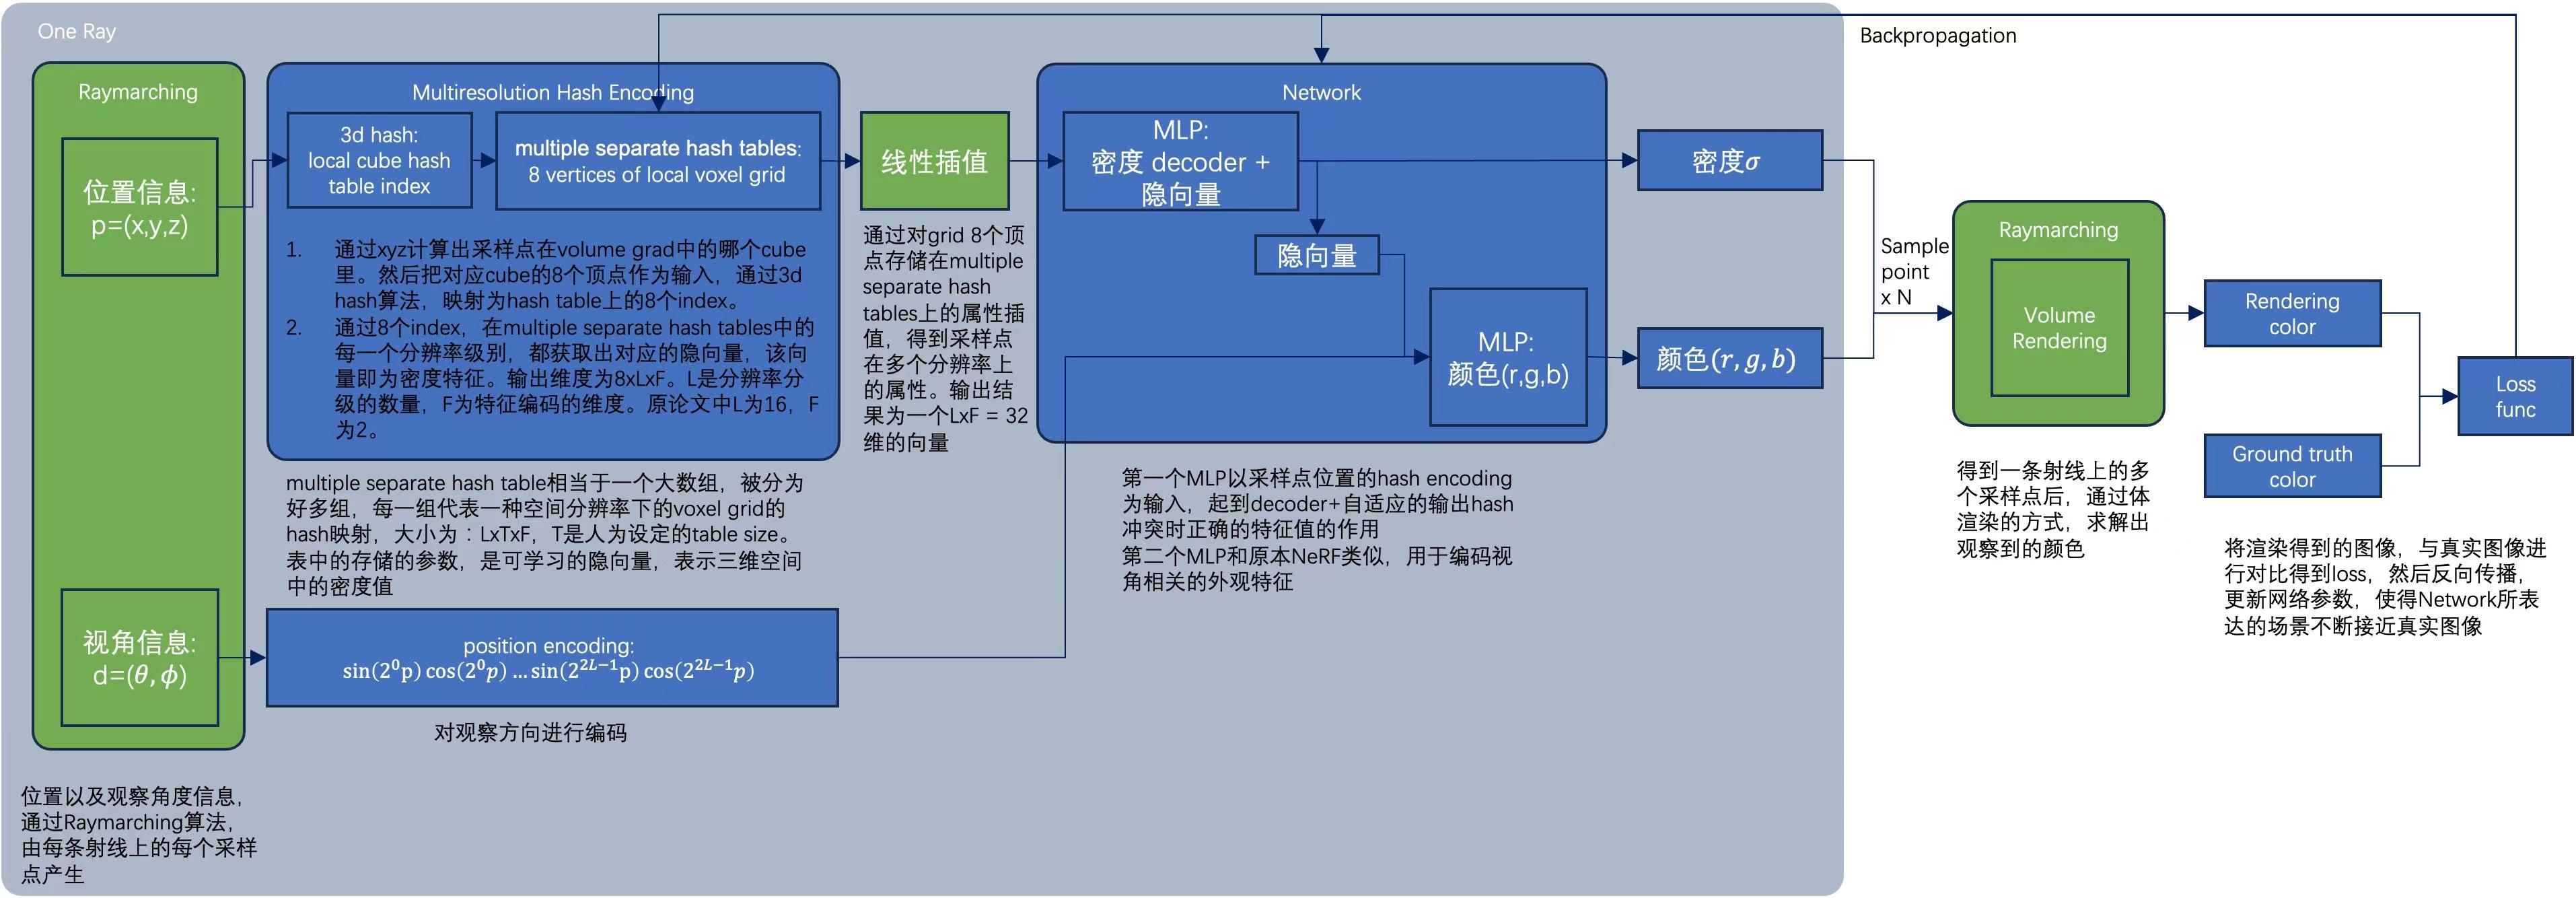 One Ray
Backpropagation
Raymarching
位置信息:
p=(x,y,z)
视角信息:
d=(θ,ϕ)
位置以及观察角度信息，
通过Raymarching算法，
由每条射线上的每个采样
点产生
Multiresolution Hash Encoding
3d hash:
local cube hash
table index
multiple separate hash tables:
8 vertices of local voxel grid
1. 通过xyz计算出采样点在volume grad中的哪个cube
里。然后把对应cube的8个顶点作为输入，通过3d
hash算法，映射为hash table上的8个index。
2. 通过8个index，在multiple separate hash tables中的
每一个分辨率级别，都获取出对应的隐向量，该向
量即为密度特征。输出维度为8xLxF。L是分辨率分
级的数量，F为特征编码的维度。原论文中L为16，F
为2。
multiple separate hash table相当于一个大数组，被分为
好多组，每一组代表一种空间分辨率下的voxel grid的
hash映射，大小为：LxTxF，T是人为设定的table size。
表中的存储的参数，是可学习的隐向量，表示三维空间
中的密度值
position encoding:
sin(2⁰p) cos(2⁰p) … sin(2²ᴸ⁻¹p) cos(2²ᴸ⁻¹p)
对观察方向进行编码
线性插值
通过对grid 8个顶
点存储在multiple
separate hash
tables上的属性插
值，得到采样点
在多个分辨率上
的属性。输出结
果为一个LxF = 32
维的向量
Network
MLP:
密度 decoder +
隐向量
隐向量
MLP:
颜色(r,g,b)
第一个MLP以采样点位置的hash encoding
为输入，起到decoder+自适应的输出hash
冲突时正确的特征值的作用
第二个MLP和原本NeRF类似，用于编码视
角相关的外观特征
密度σ
颜色(r, g, b)
Sample
point
x N
Raymarching
Volume
Rendering
得到一条射线上的多
个采样点后，通过体
渲染的方式，求解出
观察到的颜色
Rendering
color
Ground truth
color
Loss
func
将渲染得到的图像，与真实图像进
行对比得到loss，然后反向传播，
更新网络参数，使得Network所表
达的场景不断接近真实图像